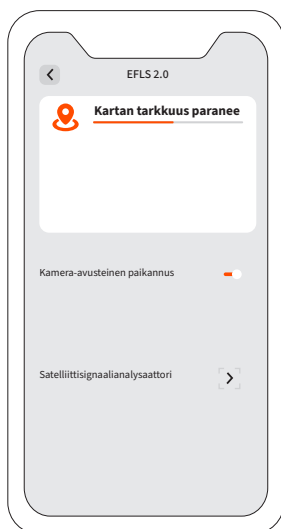 EFLS 2.0
Kartan tarkkuus paranee
Kamera-avusteinen paikannus
Satelliittisignaalianalysaattori